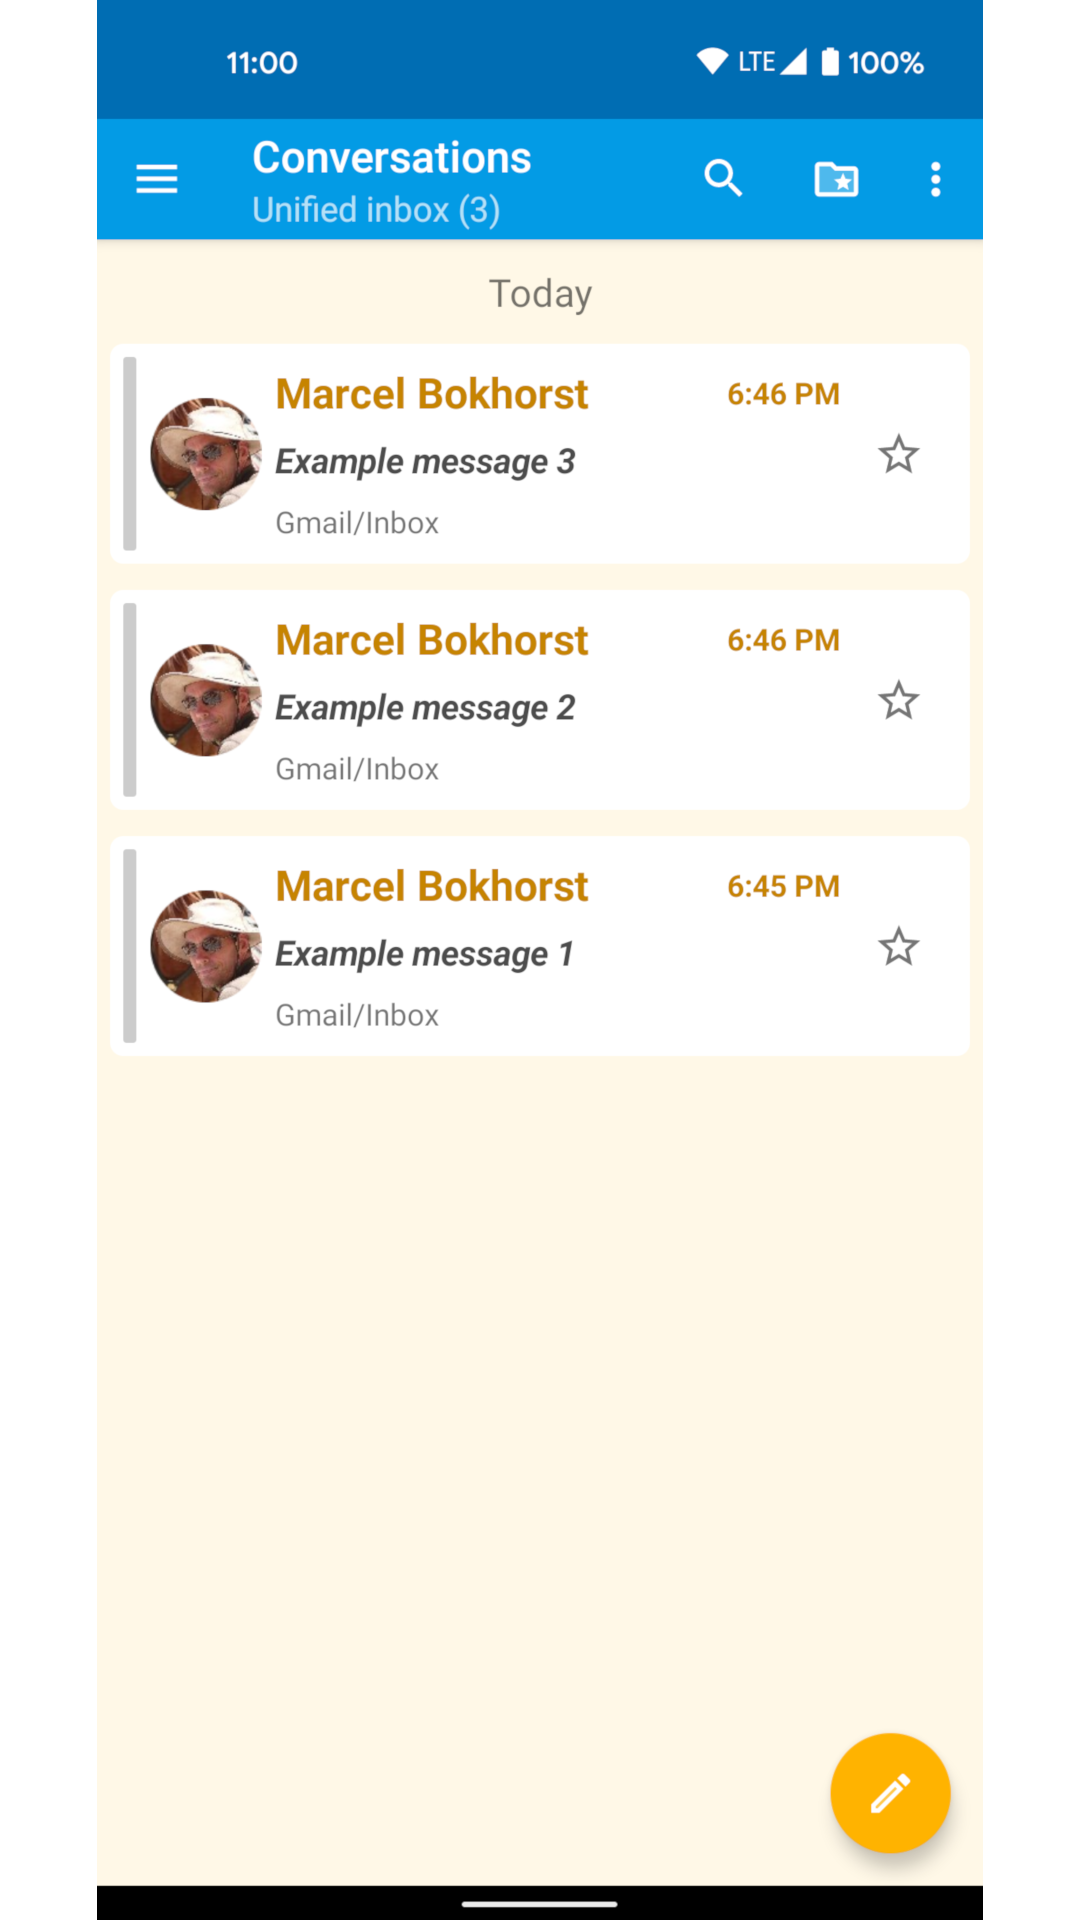 11:00 LTE 100%
Conversations
Unified inbox (3)
Today
Marcel Bokhorst 6:46 PM
Example message 3
Gmail/Inbox
Marcel Bokhorst 6:46 PM
Example message 2
Gmail/Inbox
Marcel Bokhorst 6:45 PM
Example message 1
Gmail/Inbox